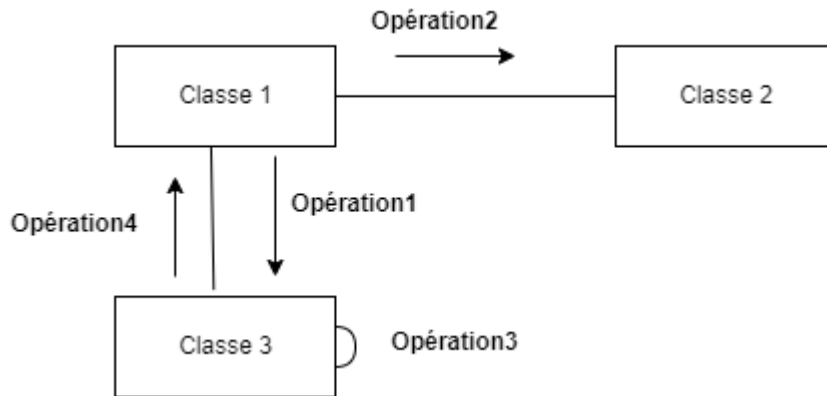 Opération2
Classe 1
Classe 2
Opération1
Opération4
Classe 3
Opération3